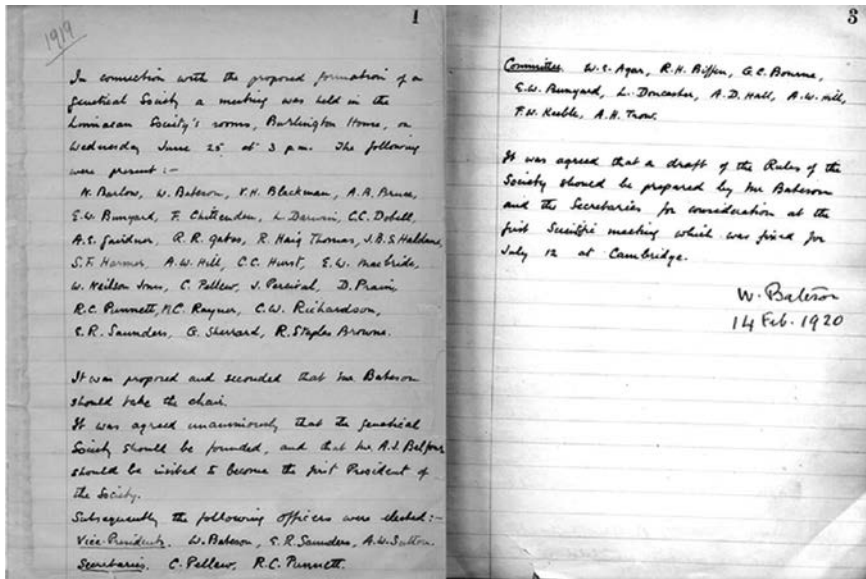 1
1919
In connection with the proposed formation of a
genetical Society a meeting was held in the
Linnaean Society's rooms, Burlington House, on
Wednesday June 25 at 3 pm. The following
were present :-
N. Barlow, W. Bateson, V.H. Blackman, A.B. Bruce,
E.W. Bunyard, F. Chittenden, L. Darwin, C.C. Dobell,
A.E. Gairdner, R.R. Gates, R. Haig Thomas, J.B.S. Haldane,
S.F. Harmer, A.W. Hill, C.C. Hurst, E.W. MacBride,
W. Neilson Jones, C. Pellew, J. Percival, D. Prain,
R.C. Punnett, M.C. Rayner, C.W. Richardson,
E.R. Saunders, G. Sherrard, R. Staples Browne.
It was proposed and seconded that Mr Bateson
should take the chair.
It was agreed unanimously that the genetical
Society should be founded, and that Mr. A.J. Balfour
should be invited to become the first President of
the Society.
Subsequently the following officers were elected :-
Vice-Presidents. W. Bateson, E.R. Saunders, A.W. Sutton.
Secretaries. C. Pellew, R.C. Punnett.
3
Committee. W.E. Agar, R.H. Biffen, G.C. Bourne,
E.W. Bunyard, L. Doncaster, A.D. Hall, A.W. Hill,
F.W. Keeble, A.H. Trow.
It was agreed that a draft of the Rules of the
Society should be prepared by Mr Bateson
and the Secretaries for consideration at the
first Scientific meeting which was fixed for
July 12 at Cambridge.
W. Bateson
14 Feb. 1920